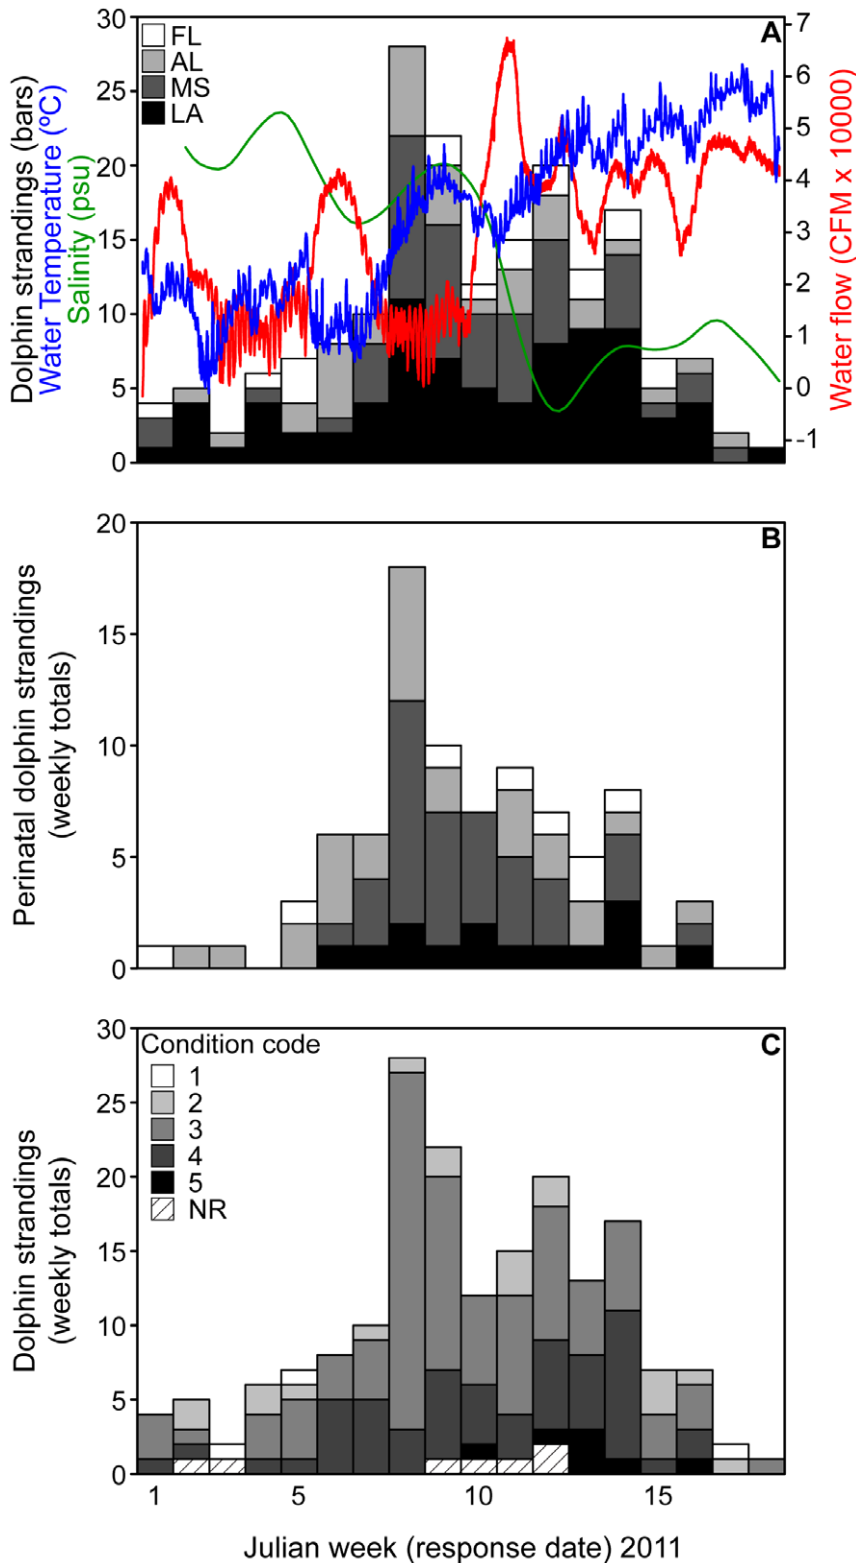 A
FL
AL
MS
LA
30
25
20
15
10
5
0
7
6
5
4
3
2
1
0
-1
Dolphin strandings (bars)
Water Temperature (ºC)
Salinity (psu)
Water flow (CFM x 10000)
B
20
15
10
5
0
Perinatal dolphin strandings
(weekly totals)
C
Condition code
1
2
3
4
5
NR
30
25
20
15
10
5
0
Dolphin strandings
(weekly totals)
1 5 10 15
Julian week (response date) 2011